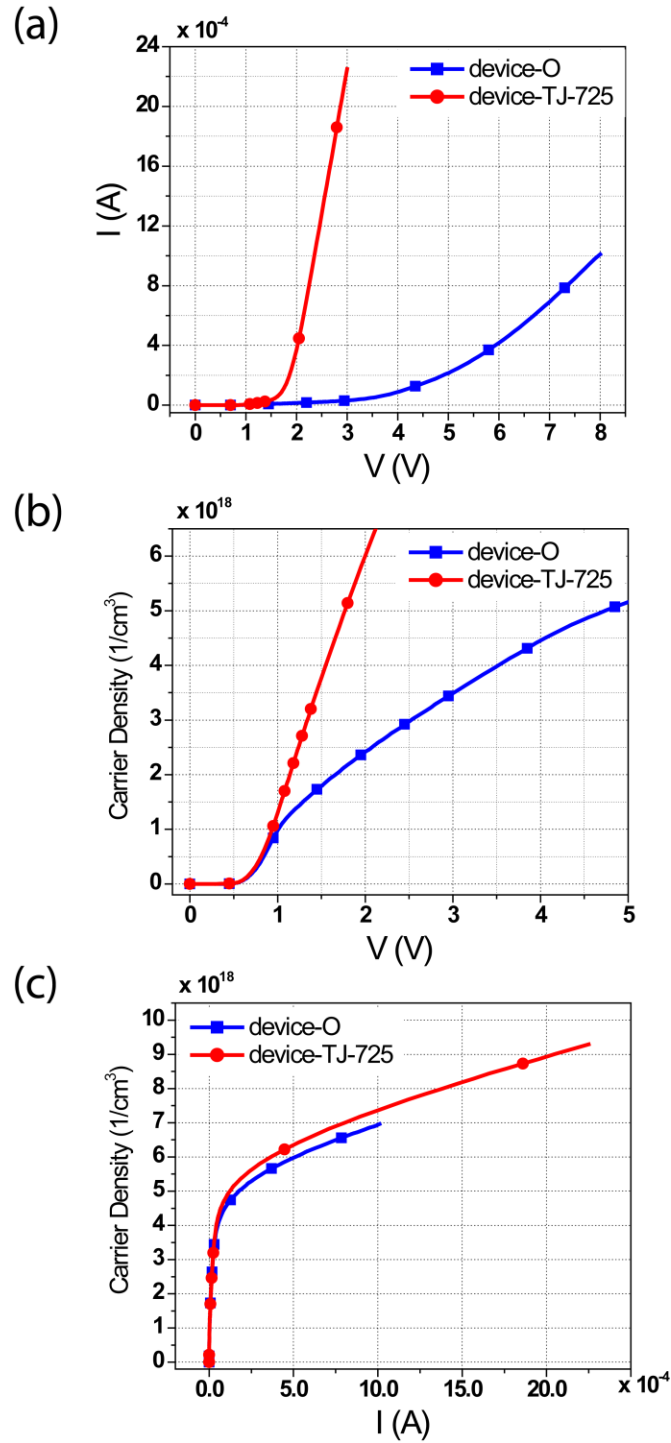 (a)
x 10-4
24
20
16
12
8
4
0
I (A)
device-O
device-TJ-725
0 1 2 3 4 5 6 7 8
V (V)
(b)
x 10^18
6
5
4
3
2
1
0
Carrier Density (1/cm^3)
device-O
device-TJ-725
0 1 2 3 4 5
V (V)
(c)
x 10^18
10
9
8
7
6
5
4
3
2
1
0
Carrier Density (1/cm^3)
device-O
device-TJ-725
0.0 5.0 10.0 15.0 20.0 x 10^-4
I (A)